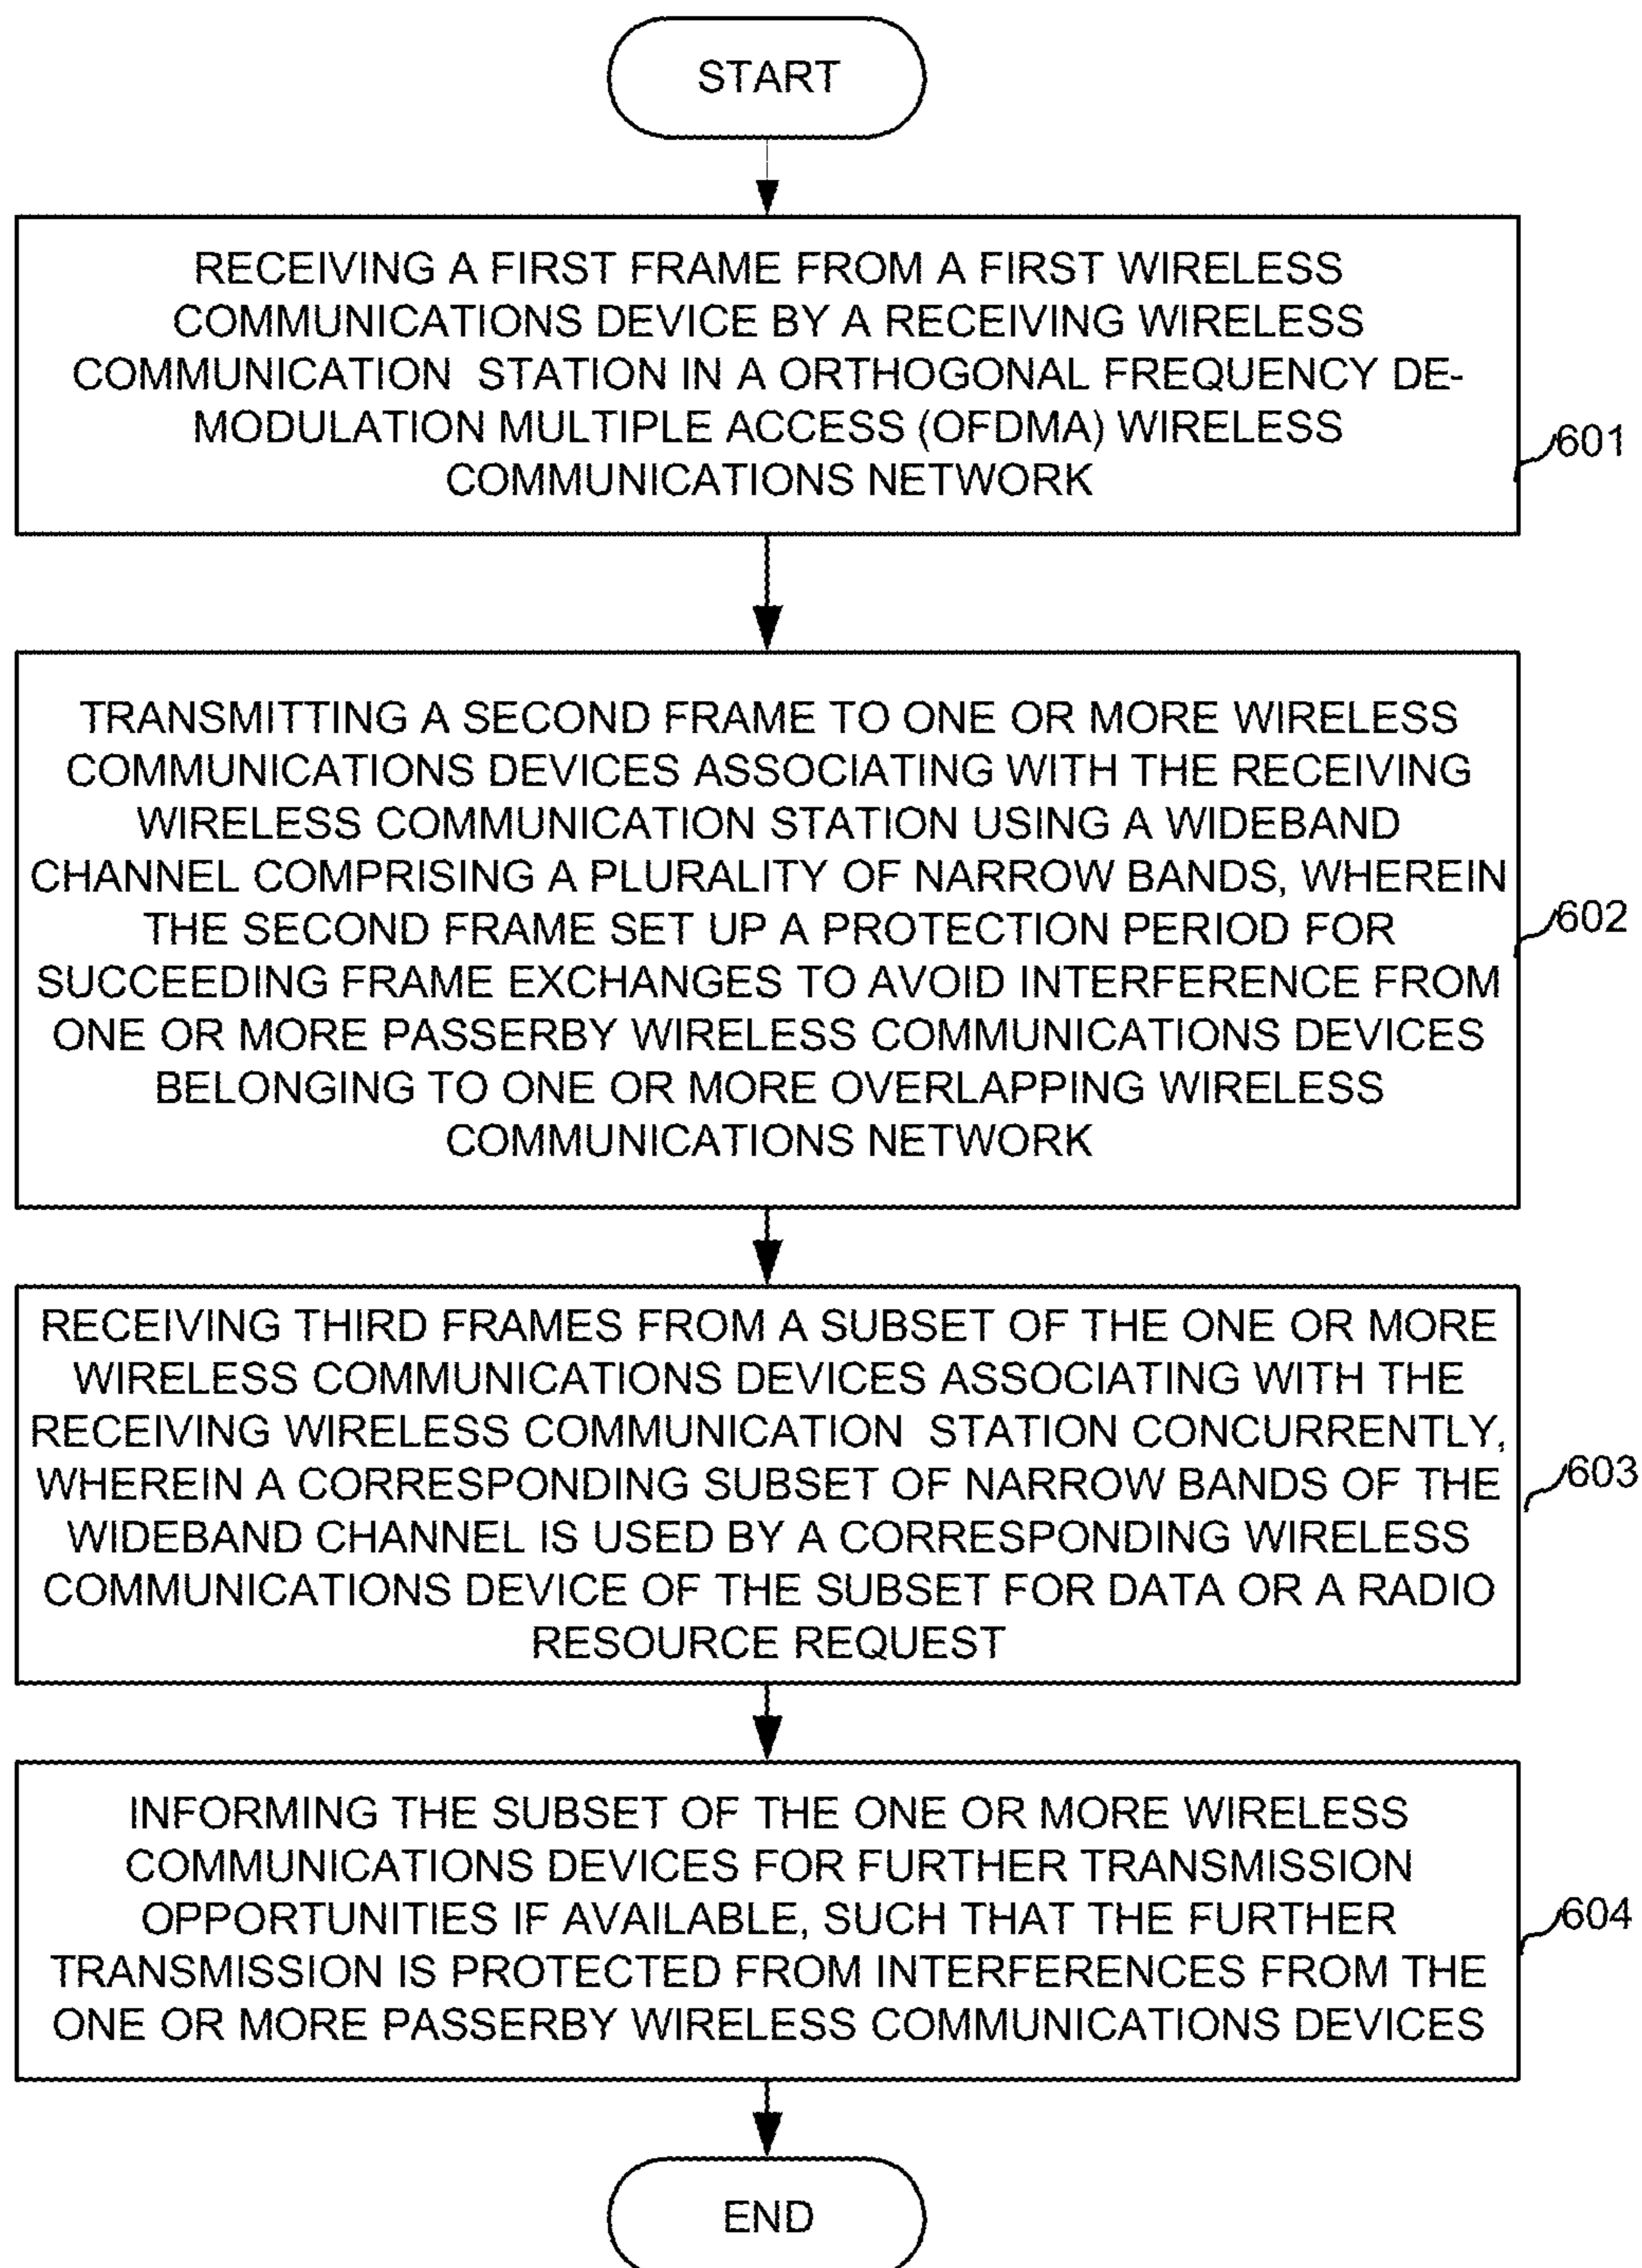 START
RECEIVING A FIRST FRAME FROM A FIRST WIRELESS
COMMUNICATIONS DEVICE BY A RECEIVING WIRELESS
COMMUNICATION STATION IN A ORTHOGONAL FREQUENCY DE-
MODULATION MULTIPLE ACCESS (OFDMA) WIRELESS
COMMUNICATIONS NETWORK
601
TRANSMITTING A SECOND FRAME TO ONE OR MORE WIRELESS
COMMUNICATIONS DEVICES ASSOCIATING WITH THE RECEIVING
WIRELESS COMMUNICATION STATION USING A WIDEBAND
CHANNEL COMPRISING A PLURALITY OF NARROW BANDS, WHEREIN
THE SECOND FRAME SET UP A PROTECTION PERIOD FOR
SUCCEEDING FRAME EXCHANGES TO AVOID INTERFERENCE FROM
ONE OR MORE PASSERBY WIRELESS COMMUNICATIONS DEVICES
BELONGING TO ONE OR MORE OVERLAPPING WIRELESS
COMMUNICATIONS NETWORK
602
RECEIVING THIRD FRAMES FROM A SUBSET OF THE ONE OR MORE
WIRELESS COMMUNICATIONS DEVICES ASSOCIATING WITH THE
RECEIVING WIRELESS COMMUNICATION STATION CONCURRENTLY,
WHEREIN A CORRESPONDING SUBSET OF NARROW BANDS OF THE
WIDEBAND CHANNEL IS USED BY A CORRESPONDING WIRELESS
COMMUNICATIONS DEVICE OF THE SUBSET FOR DATA OR A RADIO
RESOURCE REQUEST
603
INFORMING THE SUBSET OF THE ONE OR MORE WIRELESS
COMMUNICATIONS DEVICES FOR FURTHER TRANSMISSION
OPPORTUNITIES IF AVAILABLE, SUCH THAT THE FURTHER
TRANSMISSION IS PROTECTED FROM INTERFERENCES FROM THE
ONE OR MORE PASSERBY WIRELESS COMMUNICATIONS DEVICES
604
END